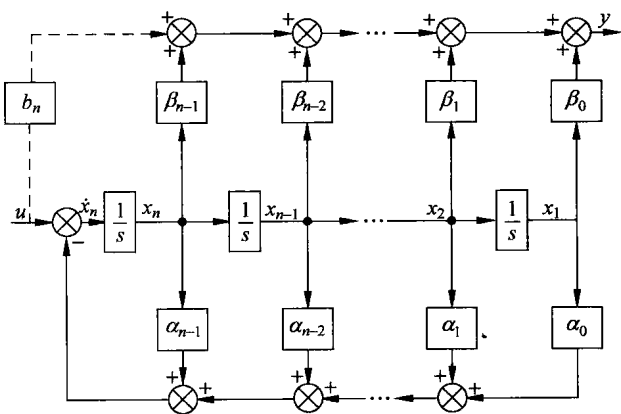 + + + + y
+ + ... + +
b_n β_{n−1} β_{n−2} β_1 β_0
u ẋ_n 1/s x_n 1/s x_{n−1} ... x_2 1/s x_1
−
α_{n−1} α_{n−2} α_1 α_0
+ + + + ... + +